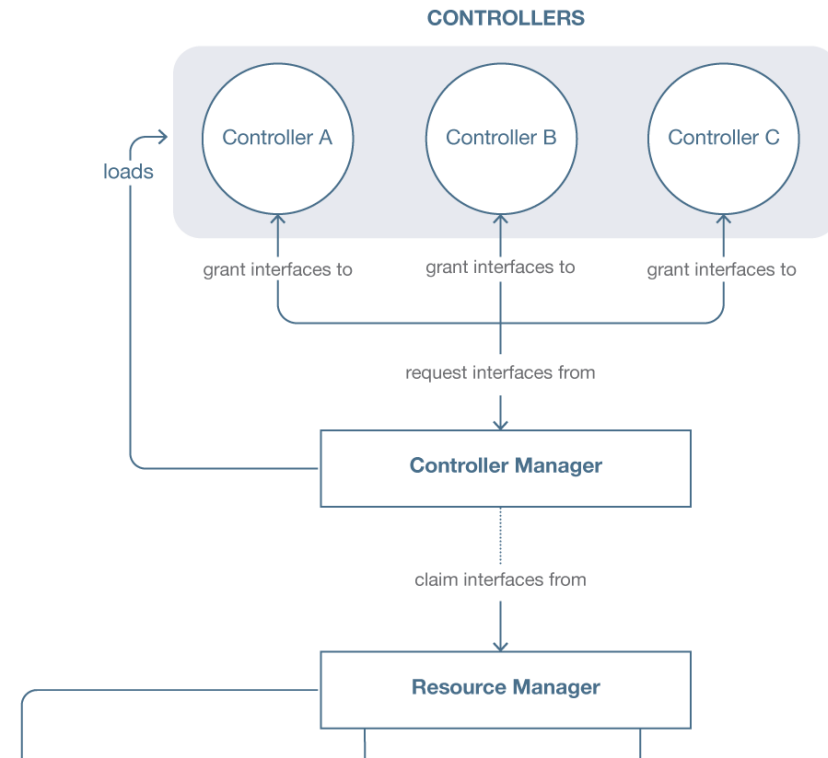 CONTROLLERS
Controller A
Controller B
Controller C
loads
grant interfaces to
grant interfaces to
grant interfaces to
request interfaces from
Controller Manager
claim interfaces from
Resource Manager